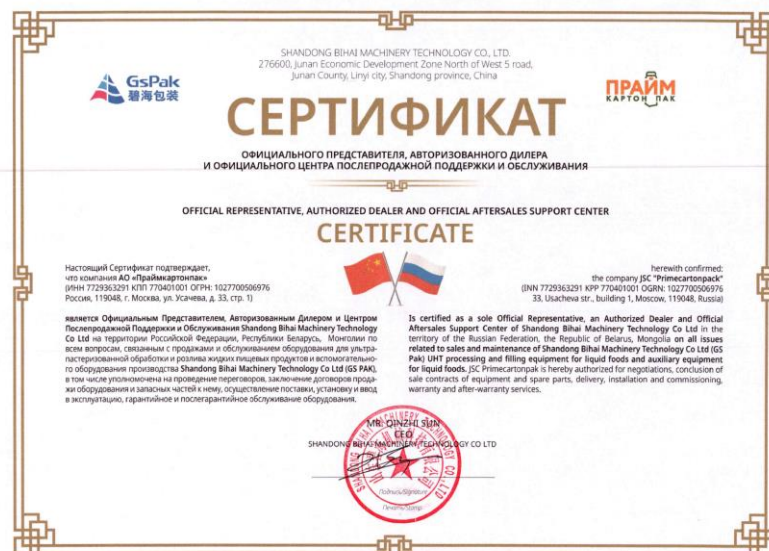 SHANDONG BIHAI MACHINERY TECHNOLOGY CO., LTD.
276600, Junan Economic Development Zone North of West 5 road,
Junan County, Linyi city, Shandong province, China
GsPak
碧海包装
ПРАЙМ
КАРТОН ПАК
СЕРТИФИКАТ
ОФИЦИАЛЬНОГО ПРЕДСТАВИТЕЛЯ, АВТОРИЗОВАННОГО ДИЛЕРА
И ОФИЦИАЛЬНОГО ЦЕНТРА ПОСЛЕПРОДАЖНОЙ ПОДДЕРЖКИ И ОБСЛУЖИВАНИЯ
OFFICIAL REPRESENTATIVE, AUTHORIZED DEALER AND OFFICIAL AFTERSALES SUPPORT CENTER
CERTIFICATE
Настоящий Сертификат подтверждает,
что компания АО «Праймкартонпак»
(ИНН 7729363291 КПП 770401001 ОГРН: 1027700506976
Россия, 119048, г. Москва, ул. Усачева, д. 33, стр. 1)
является Официальным Представителем, Авторизованным Дилером и Центром
Послепродажной Поддержки и Обслуживания Shandong Bihai Machinery Technology
Co Ltd на территории Российской Федерации, Республики Беларусь, Монголии по
всем вопросам, связанным с продажами и обслуживанием оборудования для ультра-
пастеризованной обработки и розлива жидких пищевых продуктов и вспомогательно-
го оборудования производства Shandong Bihai Machinery Technology Co Ltd (GS PAK),
в том числе уполномочена на проведение переговоров, заключение договоров прода-
жи оборудования и запасных частей к нему, осуществление поставки, установку и ввод
в эксплуатацию, гарантийное и послегарантийное обслуживание оборудования.
herewith confirmed:
the company JSC "Primecartonpack"
(INN 7729363291 KPP 770401001 OGRN: 1027700506976
33, Usacheva str., building 1, Moscow, 119048, Russia)
Is certified as a sole Official Representative, an Authorized Dealer and Official
Aftersales Support Center of Shandong Bihai Machinery Technology Co Ltd in the
territory of the Russian Federation, the Republic of Belarus, Mongolia on all issues
related to sales and maintenance of Shandong Bihai Machinery Technology Co Ltd (GS
Pak) UHT processing and filling equipment for liquid foods and auxiliary equipment
for liquid foods. JSC Primecartonpak is hereby authorized for negotiations, conclusion of
sale contracts of equipment and spare parts, delivery, installation and commissioning,
warranty and after-warranty services.
MR. QINZHI SUN
CEO
SHANDONG BIHAI MACHINERY TECHNOLOGY CO LTD
Подпись/Signature
Печать/Stamp